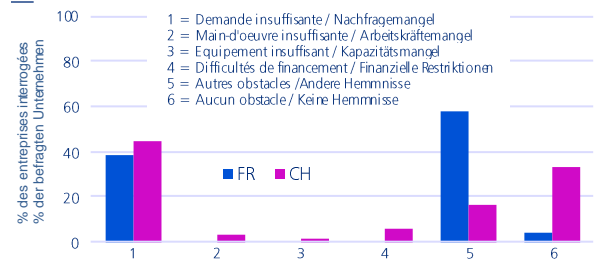 % des entreprises interrogées
% der befragten Unternehmen
100
80
60
40
20
0
1 = Demande insuffisante / Nachfragemangel
2 = Main-d'oeuvre insuffisante / Arbeitskräftemangel
3 = Equipement insuffisant / Kapazitätsmangel
4 = Difficultés de financement / Finanzielle Restriktionen
5 = Autres obstacles /Andere Hemmnisse
6 = Aucun obstacle / Keine Hemmnisse
FR CH
1 2 3 4 5 6